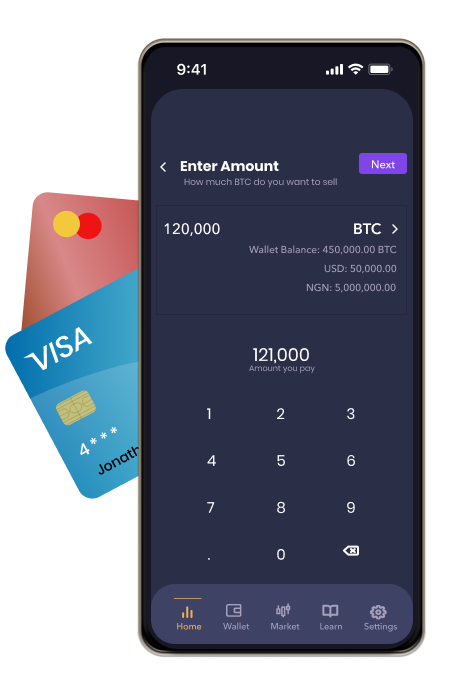 9:41
Enter Amount
Next
How much BTC do you want to sell
120,000
BTC
Wallet Balance: 450,000.00 BTC
USD: 50,000.00
NGN: 5,000,000.00
121,000
Amount you pay
1 2 3
4 5 6
7 8 9
. 0
Home Wallet Market Learn Settings
VISA
4***
Jonath